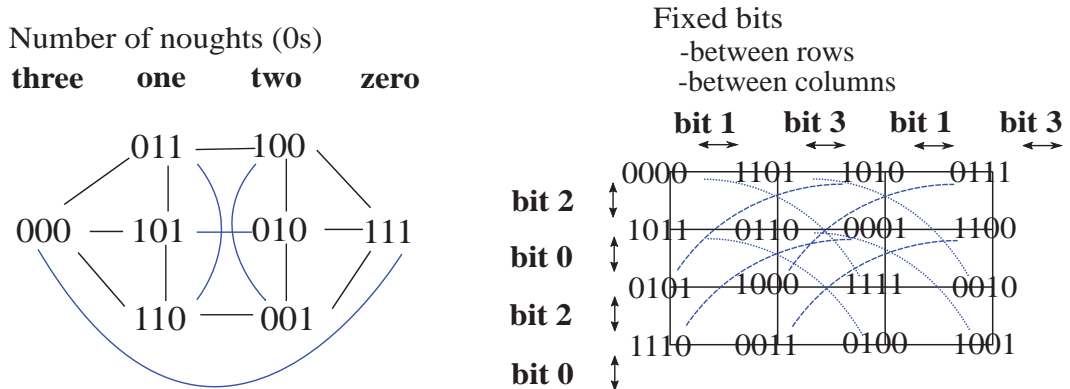 Number of noughts (0s)
three one two zero
011 100
000 101 010 111
110 001
Fixed bits
-between rows
-between columns
bit 1 bit 3 bit 1 bit 3
0000 1101 1010 0111
bit 2
1011 0110 0001 1100
bit 0
0101 1000 1111 0010
bit 2
1110 0011 0100 1001
bit 0